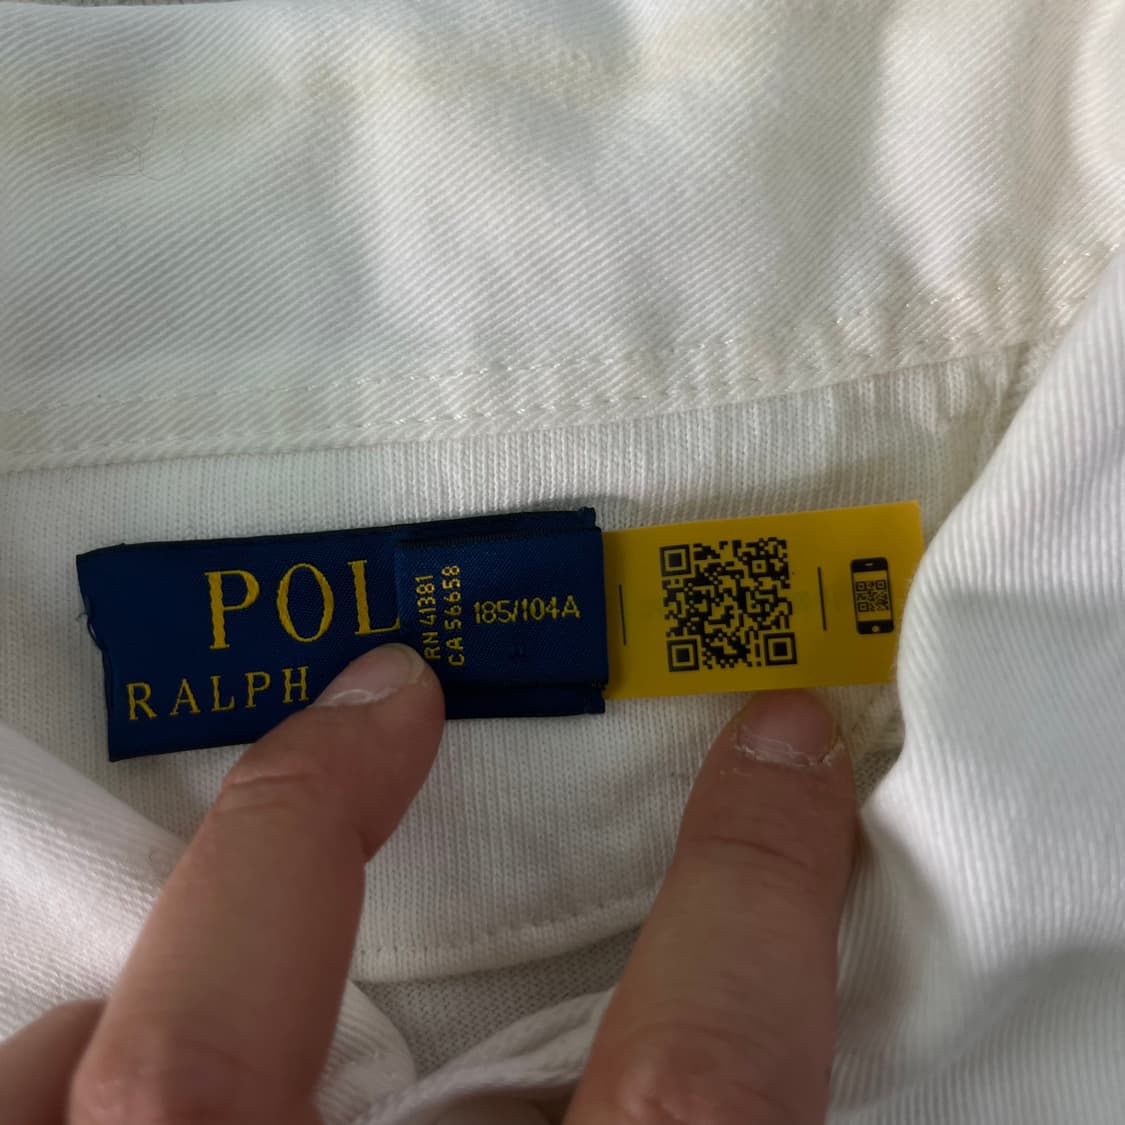 POL
RALPH
RN 41381
CA 56658
185/104A